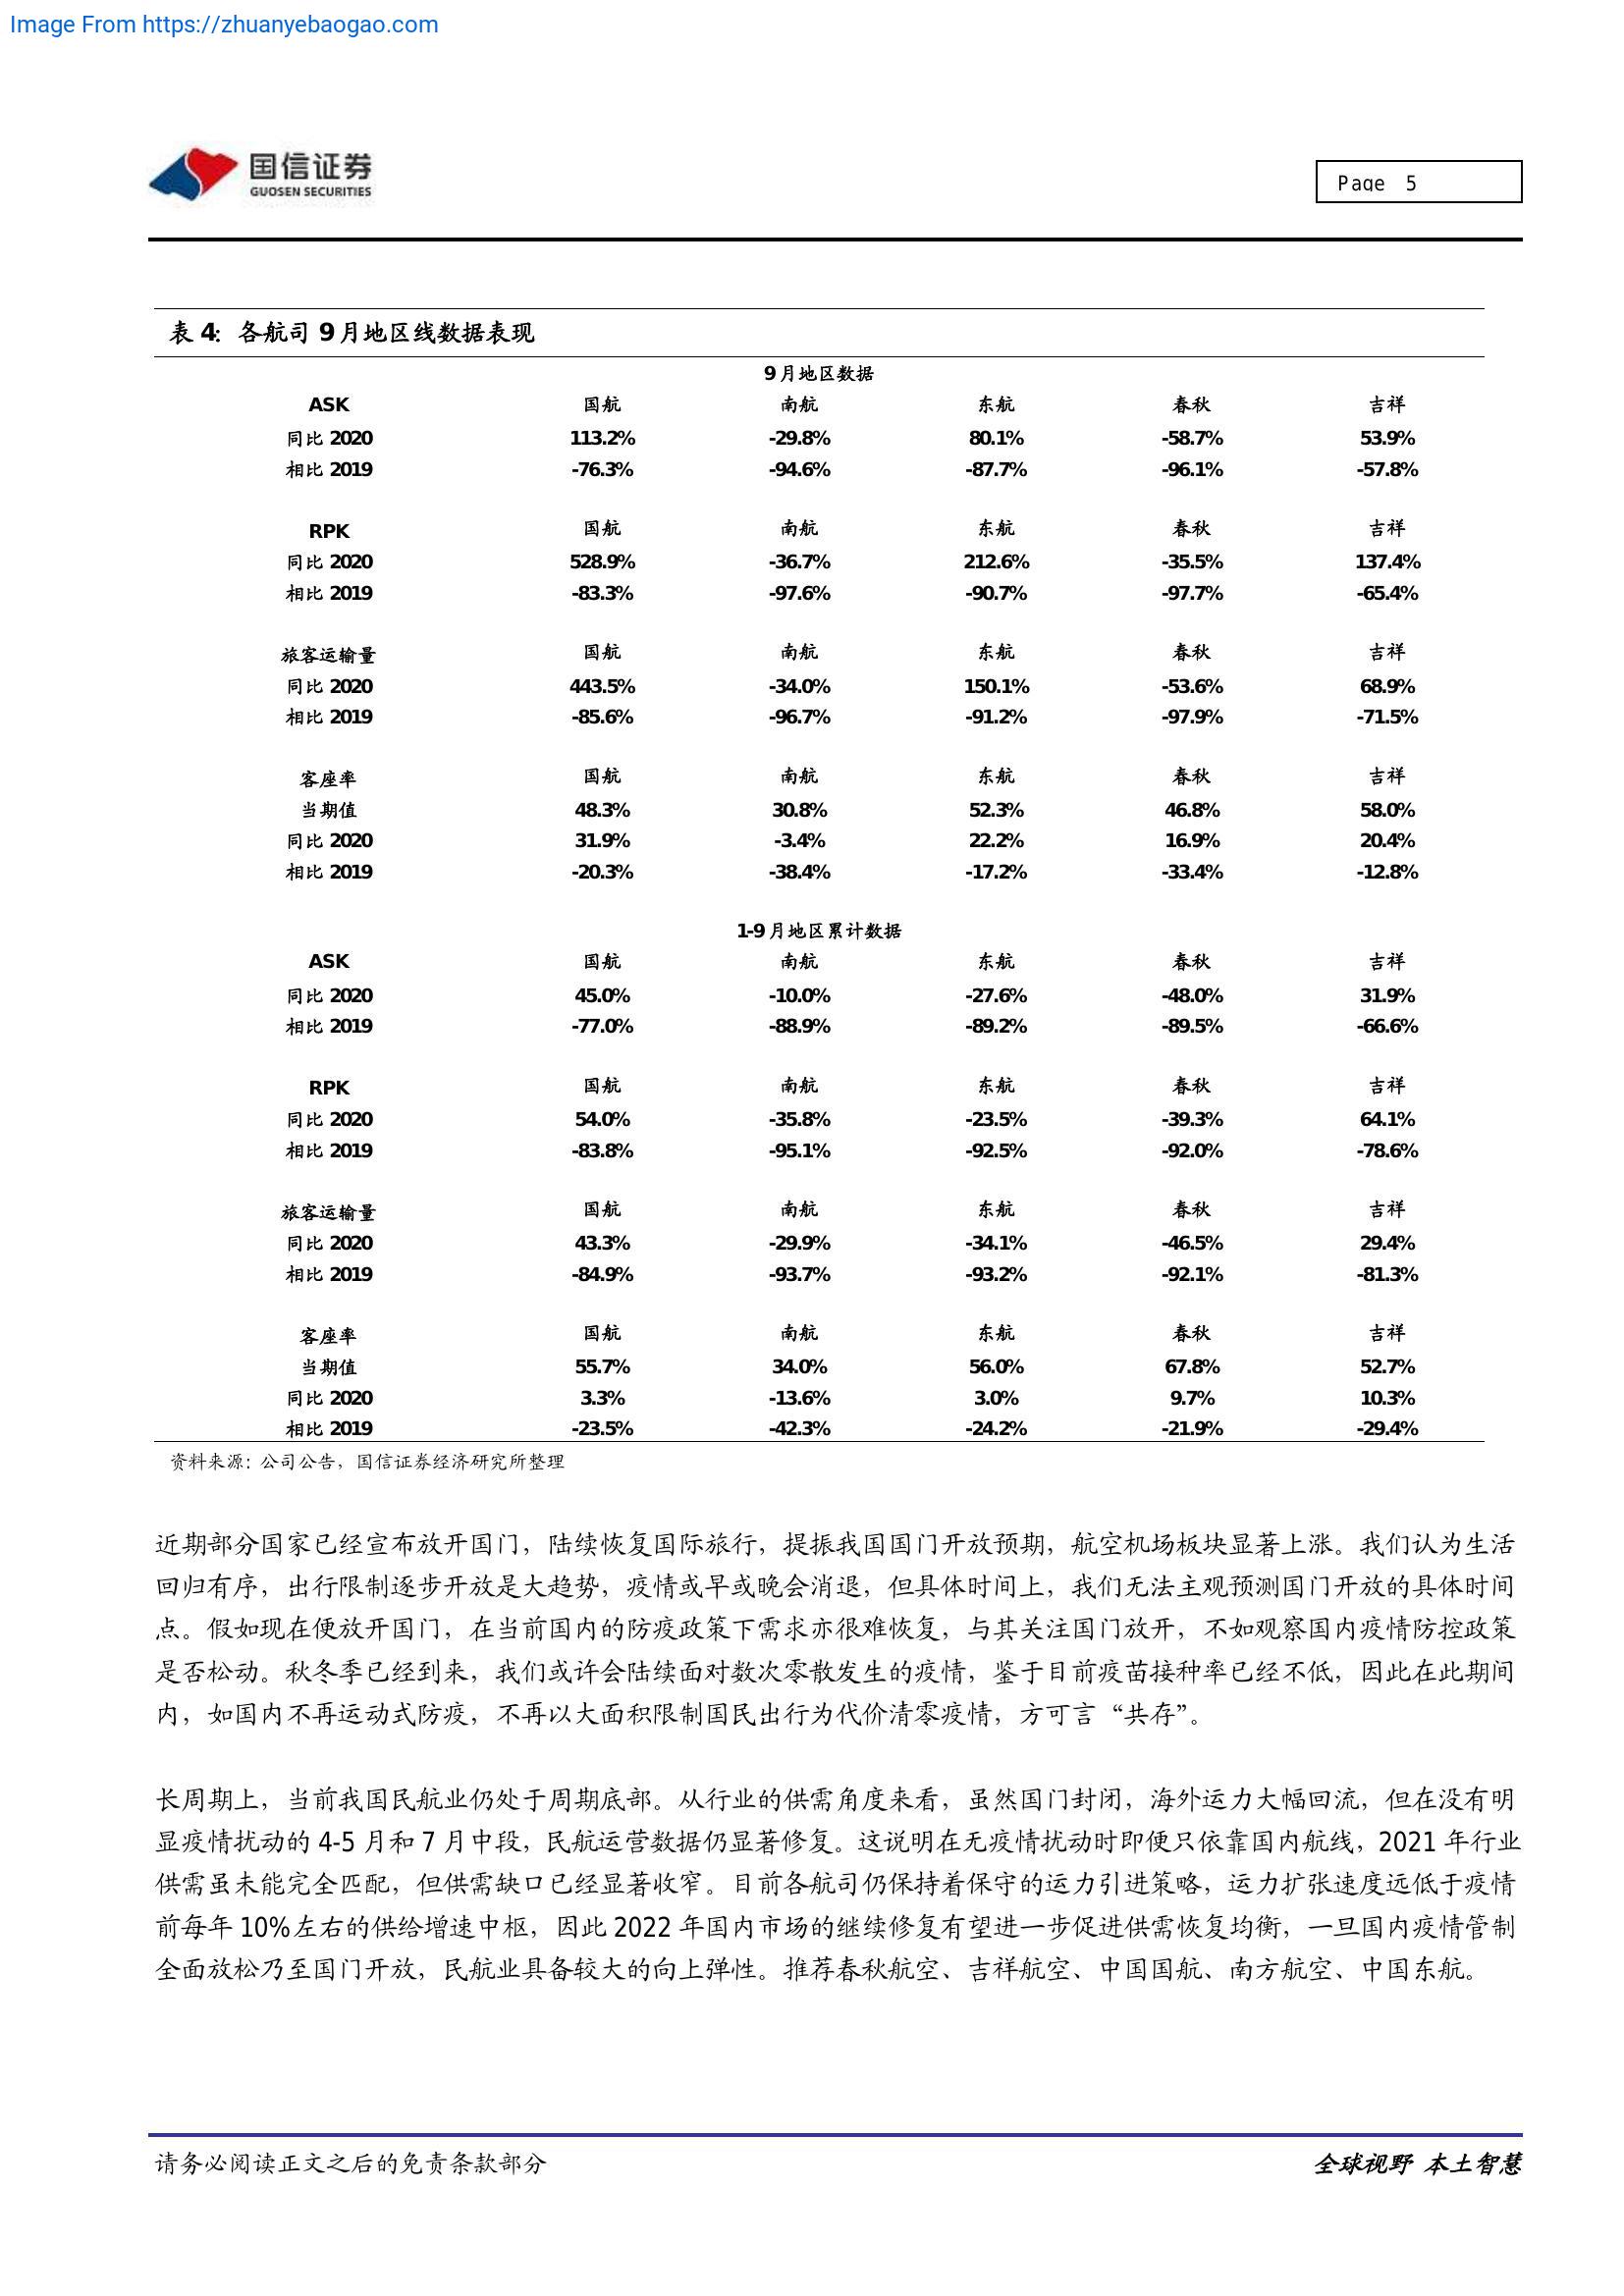 Image From https://zhuanyebaogao.com
国信证券
GUOSEN SECURITIES
Page 5
表 4: 各航司 9 月地区线数据表现
9 月地区数据
ASK 国航 南航 东航 春秋 吉祥
同比 2020 113.2% -29.8% 80.1% -58.7% 53.9%
相比 2019 -76.3% -94.6% -87.7% -96.1% -57.8%
RPK 国航 南航 东航 春秋 吉祥
同比 2020 528.9% -36.7% 212.6% -35.5% 137.4%
相比 2019 -83.3% -97.6% -90.7% -97.7% -65.4%
旅客运输量 国航 南航 东航 春秋 吉祥
同比 2020 443.5% -34.0% 150.1% -53.6% 68.9%
相比 2019 -85.6% -96.7% -91.2% -97.9% -71.5%
客座率 国航 南航 东航 春秋 吉祥
当期值 48.3% 30.8% 52.3% 46.8% 58.0%
同比 2020 31.9% -3.4% 22.2% 16.9% 20.4%
相比 2019 -20.3% -38.4% -17.2% -33.4% -12.8%
1-9 月地区累计数据
ASK 国航 南航 东航 春秋 吉祥
同比 2020 45.0% -10.0% -27.6% -48.0% 31.9%
相比 2019 -77.0% -88.9% -89.2% -89.5% -66.6%
RPK 国航 南航 东航 春秋 吉祥
同比 2020 54.0% -35.8% -23.5% -39.3% 64.1%
相比 2019 -83.8% -95.1% -92.5% -92.0% -78.6%
旅客运输量 国航 南航 东航 春秋 吉祥
同比 2020 43.3% -29.9% -34.1% -46.5% 29.4%
相比 2019 -84.9% -93.7% -93.2% -92.1% -81.3%
客座率 国航 南航 东航 春秋 吉祥
当期值 55.7% 34.0% 56.0% 67.8% 52.7%
同比 2020 3.3% -13.6% 3.0% 9.7% 10.3%
相比 2019 -23.5% -42.3% -24.2% -21.9% -29.4%
资料来源：公司公告，国信证券经济研究所整理
近期部分国家已经宣布放开国门，陆续恢复国际旅行，提振我国国门开放预期，航空机场板块显著上涨。我们认为生活
回归有序，出行限制逐步开放是大趋势，疫情或早或晚会消退，但具体时间上，我们无法主观预测国门开放的具体时间
点。假如现在便放开国门，在当前国内的防疫政策下需求亦很难恢复，与其关注国门放开，不如观察国内疫情防控政策
是否松动。秋冬季已经到来，我们或许会陆续面对数次零散发生的疫情，鉴于目前疫苗接种率已经不低，因此在此期间
内，如国内不再运动式防疫，不再以大面积限制国民出行为代价清零疫情，方可言“共存”。
长周期上，当前我国民航业仍处于周期底部。从行业的供需角度来看，虽然国门封闭，海外运力大幅回流，但在没有明
显疫情扰动的 4-5 月和 7 月中段，民航运营数据仍显著修复。这说明在无疫情扰动时即便只依靠国内航线，2021 年行业
供需虽未能完全匹配，但供需缺口已经显著收窄。目前各航司仍保持着保守的运力引进策略，运力扩张速度远低于疫情
前每年 10%左右的供给增速中枢，因此 2022 年国内市场的继续修复有望进一步促进供需恢复均衡，一旦国内疫情管制
全面放松乃至国门开放，民航业具备较大的向上弹性。推荐春秋航空、吉祥航空、中国国航、南方航空、中国东航。
请务必阅读正文之后的免责条款部分
全球视野 本土智慧